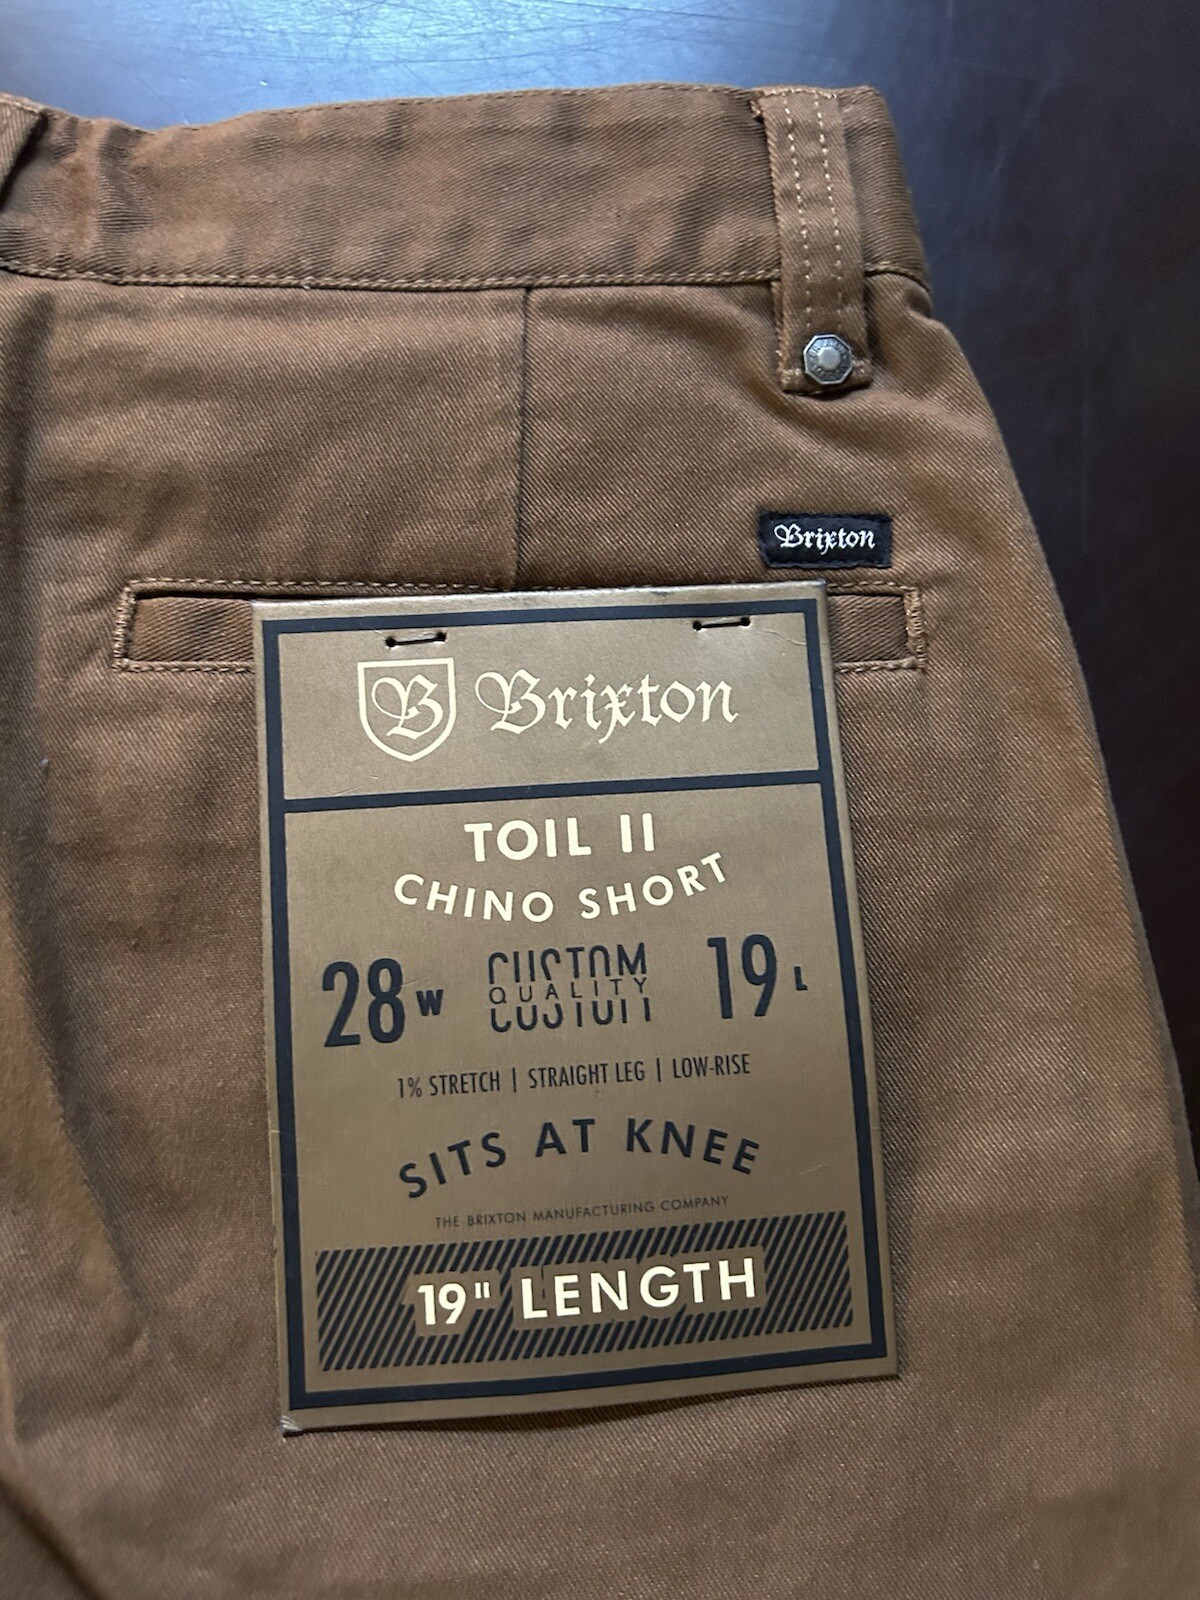 Brixton
B Brixton
TOIL II
CHINO SHORT
28 W CUSTOM QUALITY CUSTOM 19 L
1% STRETCH | STRAIGHT LEG | LOW-RISE
SITS AT KNEE
THE BRIXTON MANUFACTURING COMPANY
19" LENGTH